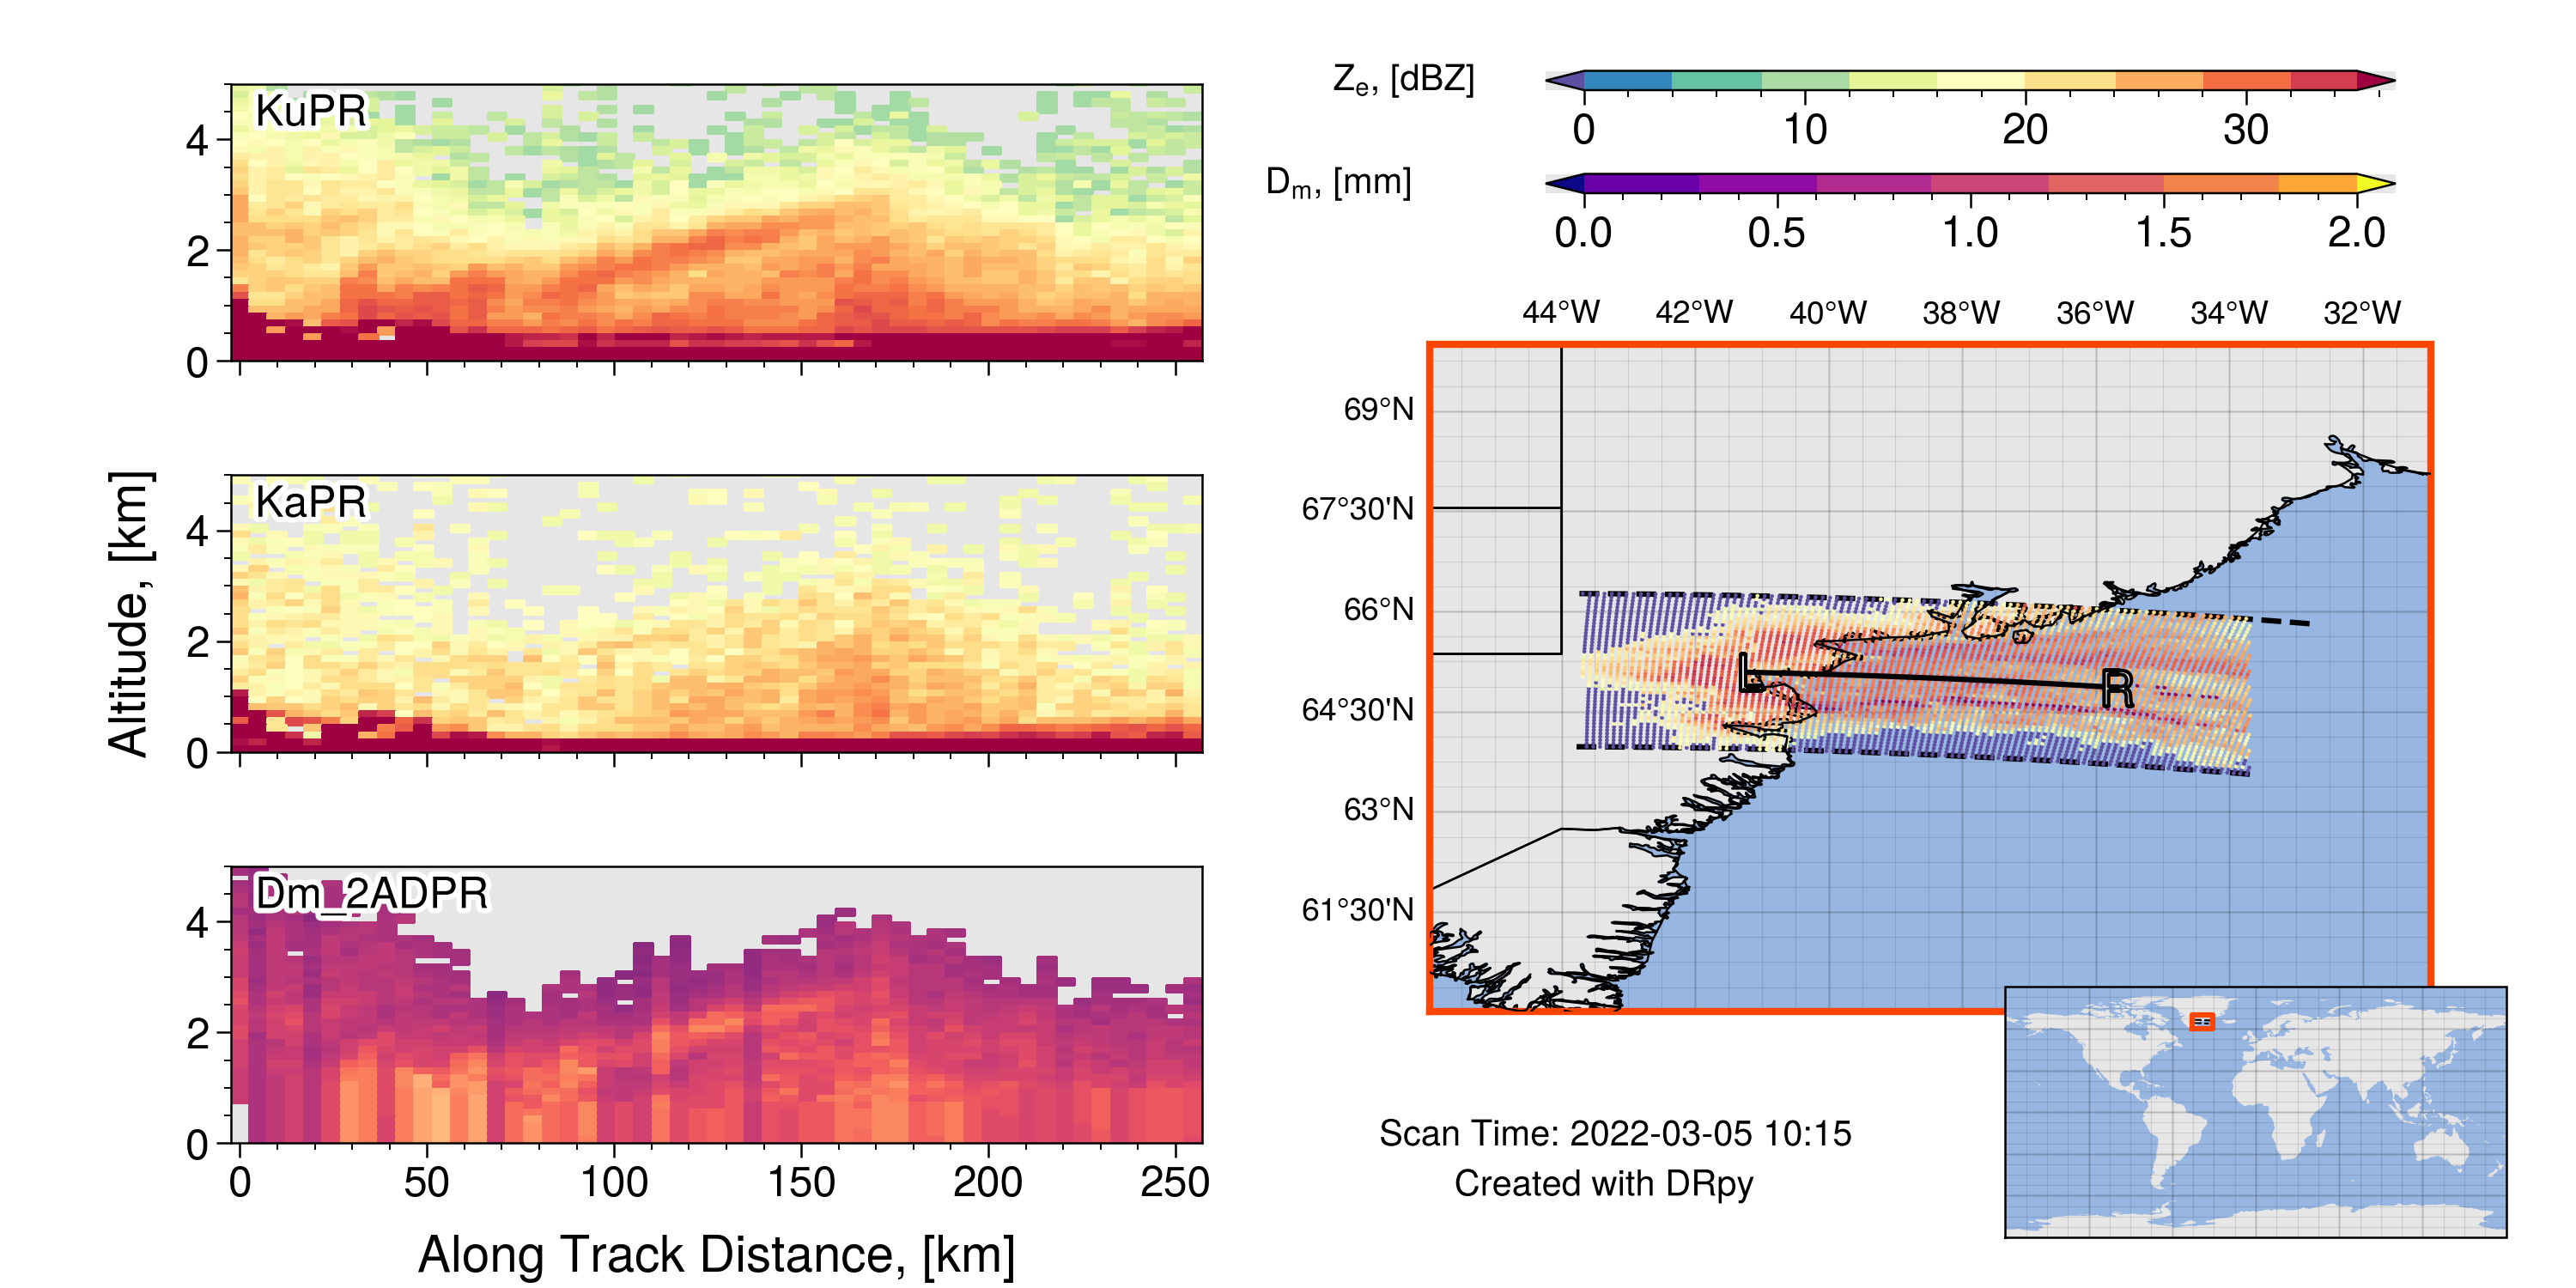 KuPR
4
2
0
KaPR
4
2
0
Altitude, [km]
Dm_2ADPR
4
2
0
0 50 100 150 200 250
Along Track Distance, [km]
Ze, [dBZ]
0 10 20 30
Dm, [mm]
0.0 0.5 1.0 1.5 2.0
44°W 42°W 40°W 38°W 36°W 34°W 32°W
69°N
67°30'N
66°N
64°30'N
63°N
61°30'N
L R
Scan Time: 2022-03-05 10:15
Created with DRpy